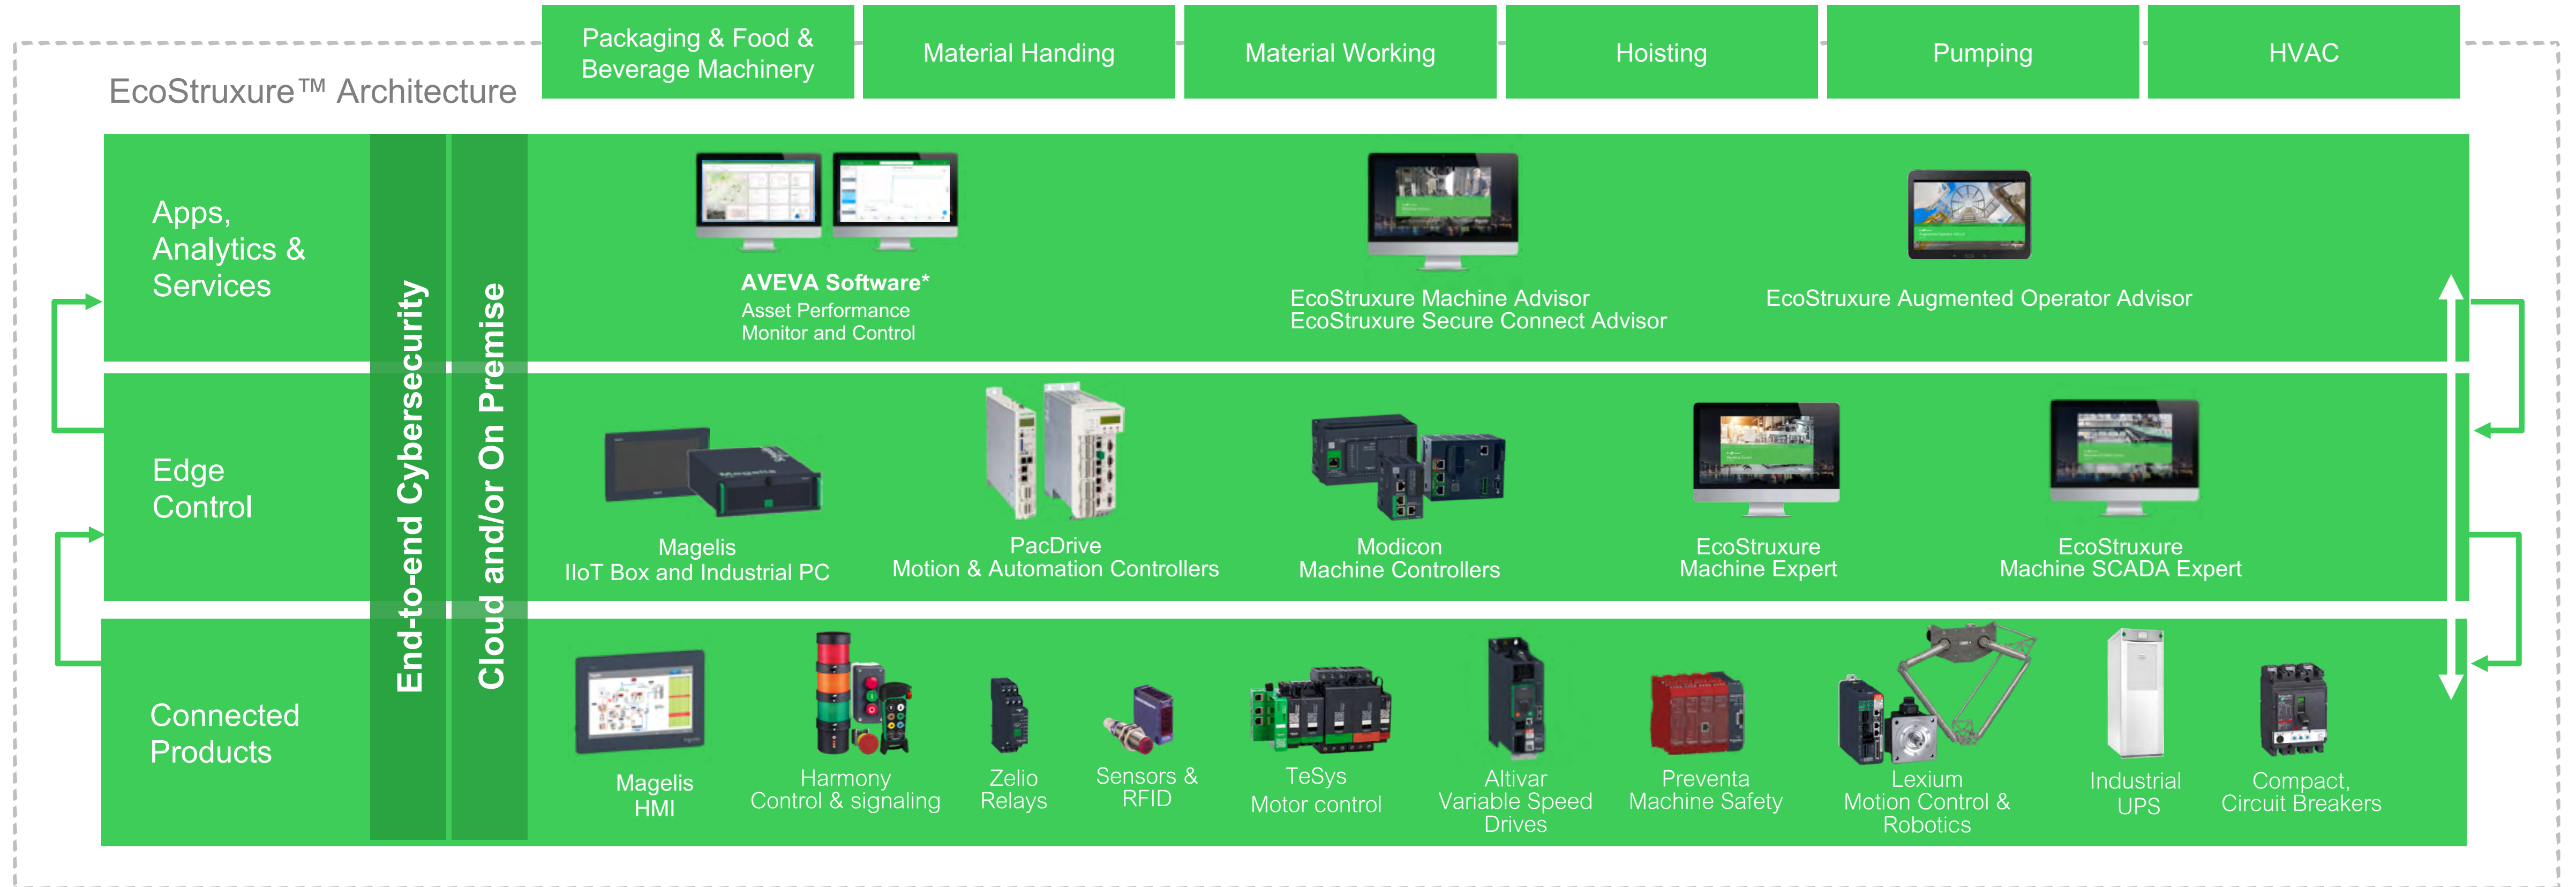 Packaging & Food &
Beverage Machinery
Material Handing
Material Working
Hoisting
Pumping
HVAC
EcoStruxure™ Architecture
Apps,
Analytics &
Services
End-to-end Cybersecurity
Cloud and/or On Premise
AVEVA Software*
Asset Performance
Monitor and Control
EcoStruxure Machine Advisor
EcoStruxure Secure Connect Advisor
EcoStruxure Augmented Operator Advisor
Edge
Control
Magelis
Magelis
IIoT Box and Industrial PC
PacDrive
Motion & Automation Controllers
Modicon
Machine Controllers
EcoStruxure
Machine Expert
EcoStruxure
Machine SCADA Expert
Connected
Products
Magelis
HMI
Harmony
Control & signaling
Zelio
Relays
Sensors &
RFID
TeSys
Motor control
Altivar
Variable Speed
Drives
Preventa
Machine Safety
Lexium
Motion Control &
Robotics
Industrial
UPS
Compact,
Circuit Breakers